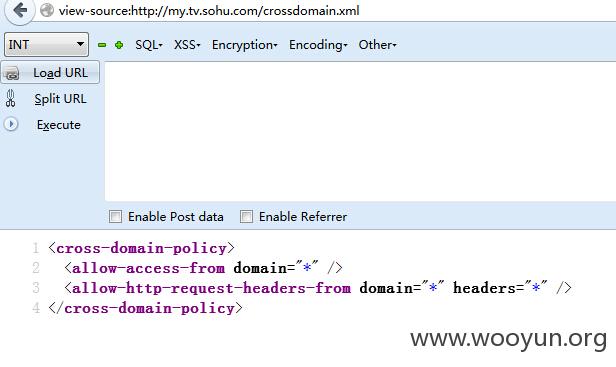 view-source:http://my.tv.sohu.com/crossdomain.xml
INT SQL- XSS- Encryption- Encoding- Other-
Load URL
Split URL
Execute
Enable Post data Enable Referrer
1 <cross-domain-policy>
2 <allow-access-from domain="*" />
3 <allow-http-request-headers-from domain="*" headers="*" />
4 </cross-domain-policy>
www.wooyun.org